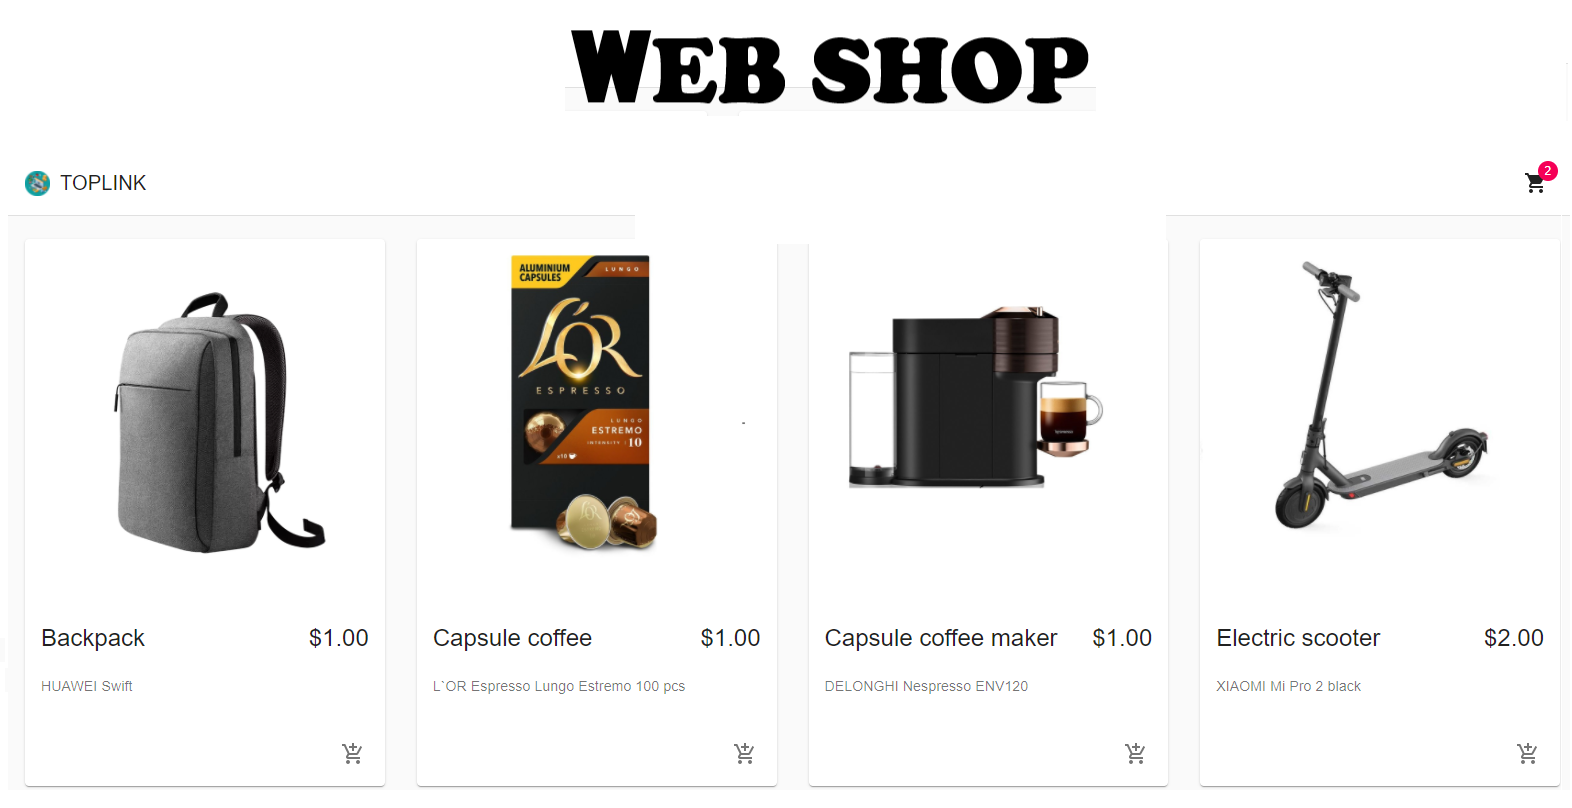 WEB SHOP
TOPLINK
2
ALUMINIUM
CAPSULES
LUNGO
L'OR
ESPRESSO
LUNGO
ESTREMO
INTENSITY 10
x10
L'OR
Backpack $1.00
HUAWEI Swift
Capsule coffee $1.00
L`OR Espresso Lungo Estremo 100 pcs
Capsule coffee maker $1.00
DELONGHI Nespresso ENV120
Electric scooter $2.00
XIAOMI Mi Pro 2 black